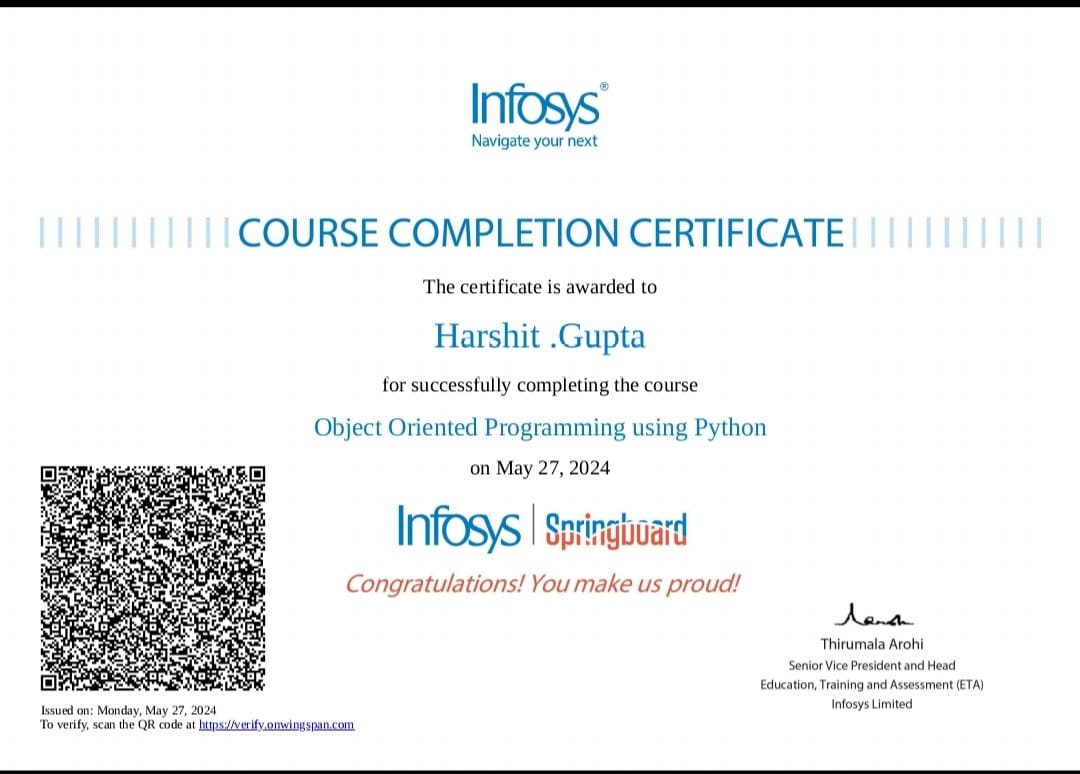 Infosys®
Navigate your next
COURSE COMPLETION CERTIFICATE
The certificate is awarded to
Harshit .Gupta
for successfully completing the course
Object Oriented Programming using Python
on May 27, 2024
Infosys | Springboard
Congratulations! You make us proud!
Thirumala Arohi
Senior Vice President and Head
Education, Training and Assessment (ETA)
Infosys Limited
Issued on: Monday, May 27, 2024
To verify, scan the QR code at https://verify.onwingspan.com